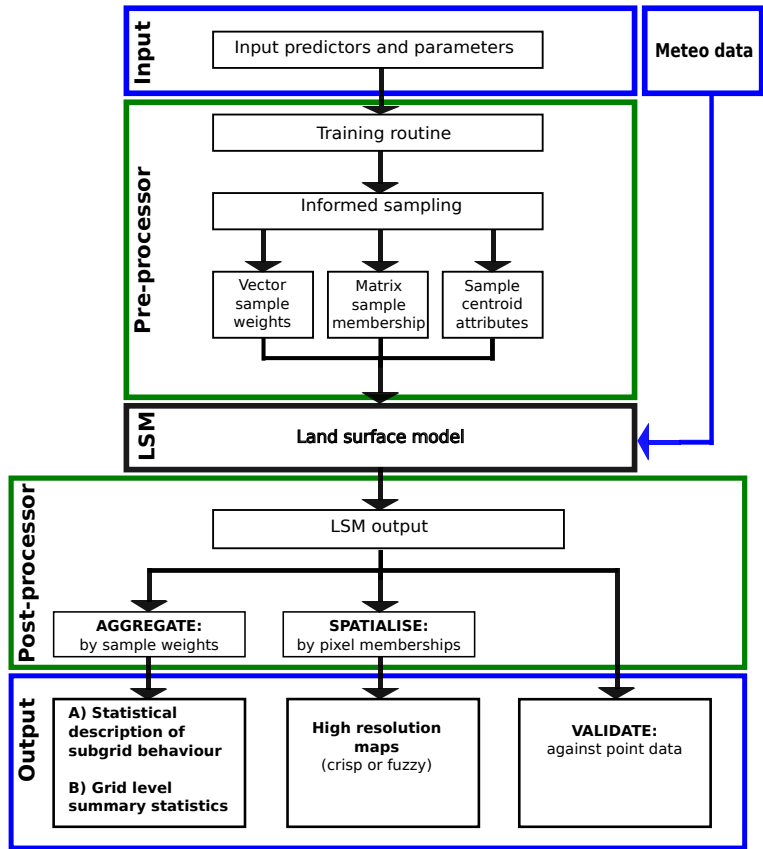 Input
Input predictors and parameters
Meteo data
Pre-processor
Training routine
Informed sampling
Vector
sample
weights
Matrix
sample
membership
Sample
centroid
attributes
LSM
Land surface model
Post-processor
LSM output
AGGREGATE:
by sample weights
SPATIALISE:
by pixel memberships
Output
A) Statistical
description of
subgrid behaviour
B) Grid level
summary statistics
High resolution
maps
(crisp or fuzzy)
VALIDATE:
against point data